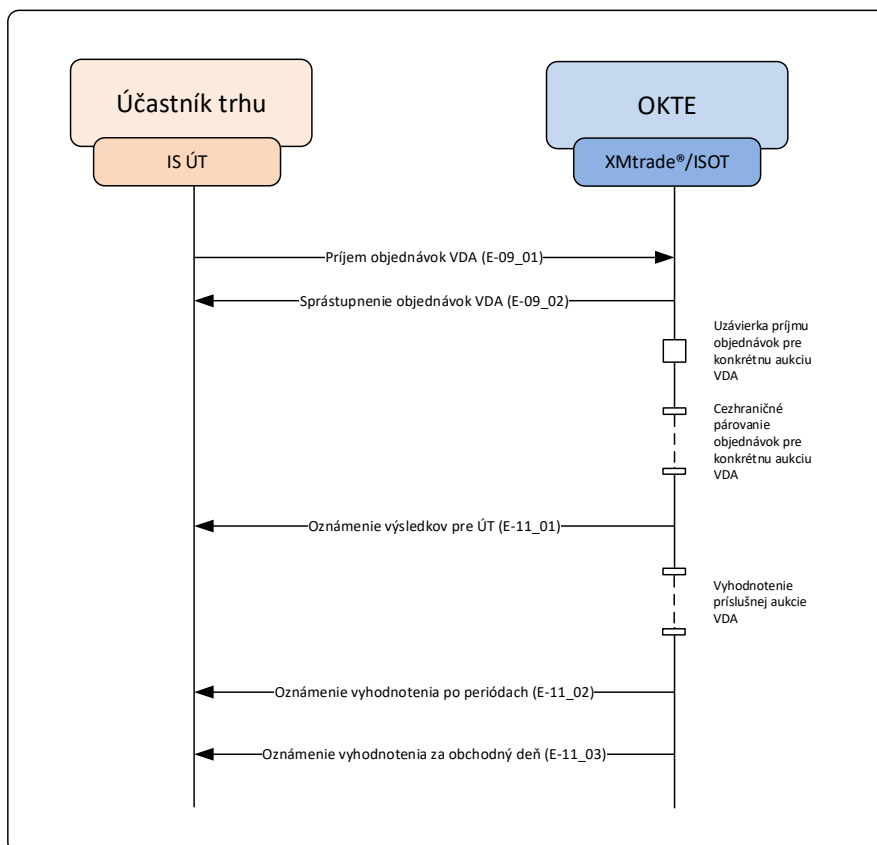 Účastník trhu
OKTE
IS ÚT
XMtrade®/ISOT
Príjem objednávok VDA (E-09_01)
Sprástupnenie objednávok VDA (E-09_02)
Uzávierka príjmu
objednávok pre
konkrétnu aukciu
VDA
Cezhraničné
párovanie
objednávok pre
konkrétnu aukciu
VDA
Oznámenie výsledkov pre ÚT (E-11_01)
Vyhodnotenie
príslušnej aukcie
VDA
Oznámenie vyhodnotenia po periódach (E-11_02)
Oznámenie vyhodnotenia za obchodný deň (E-11_03)